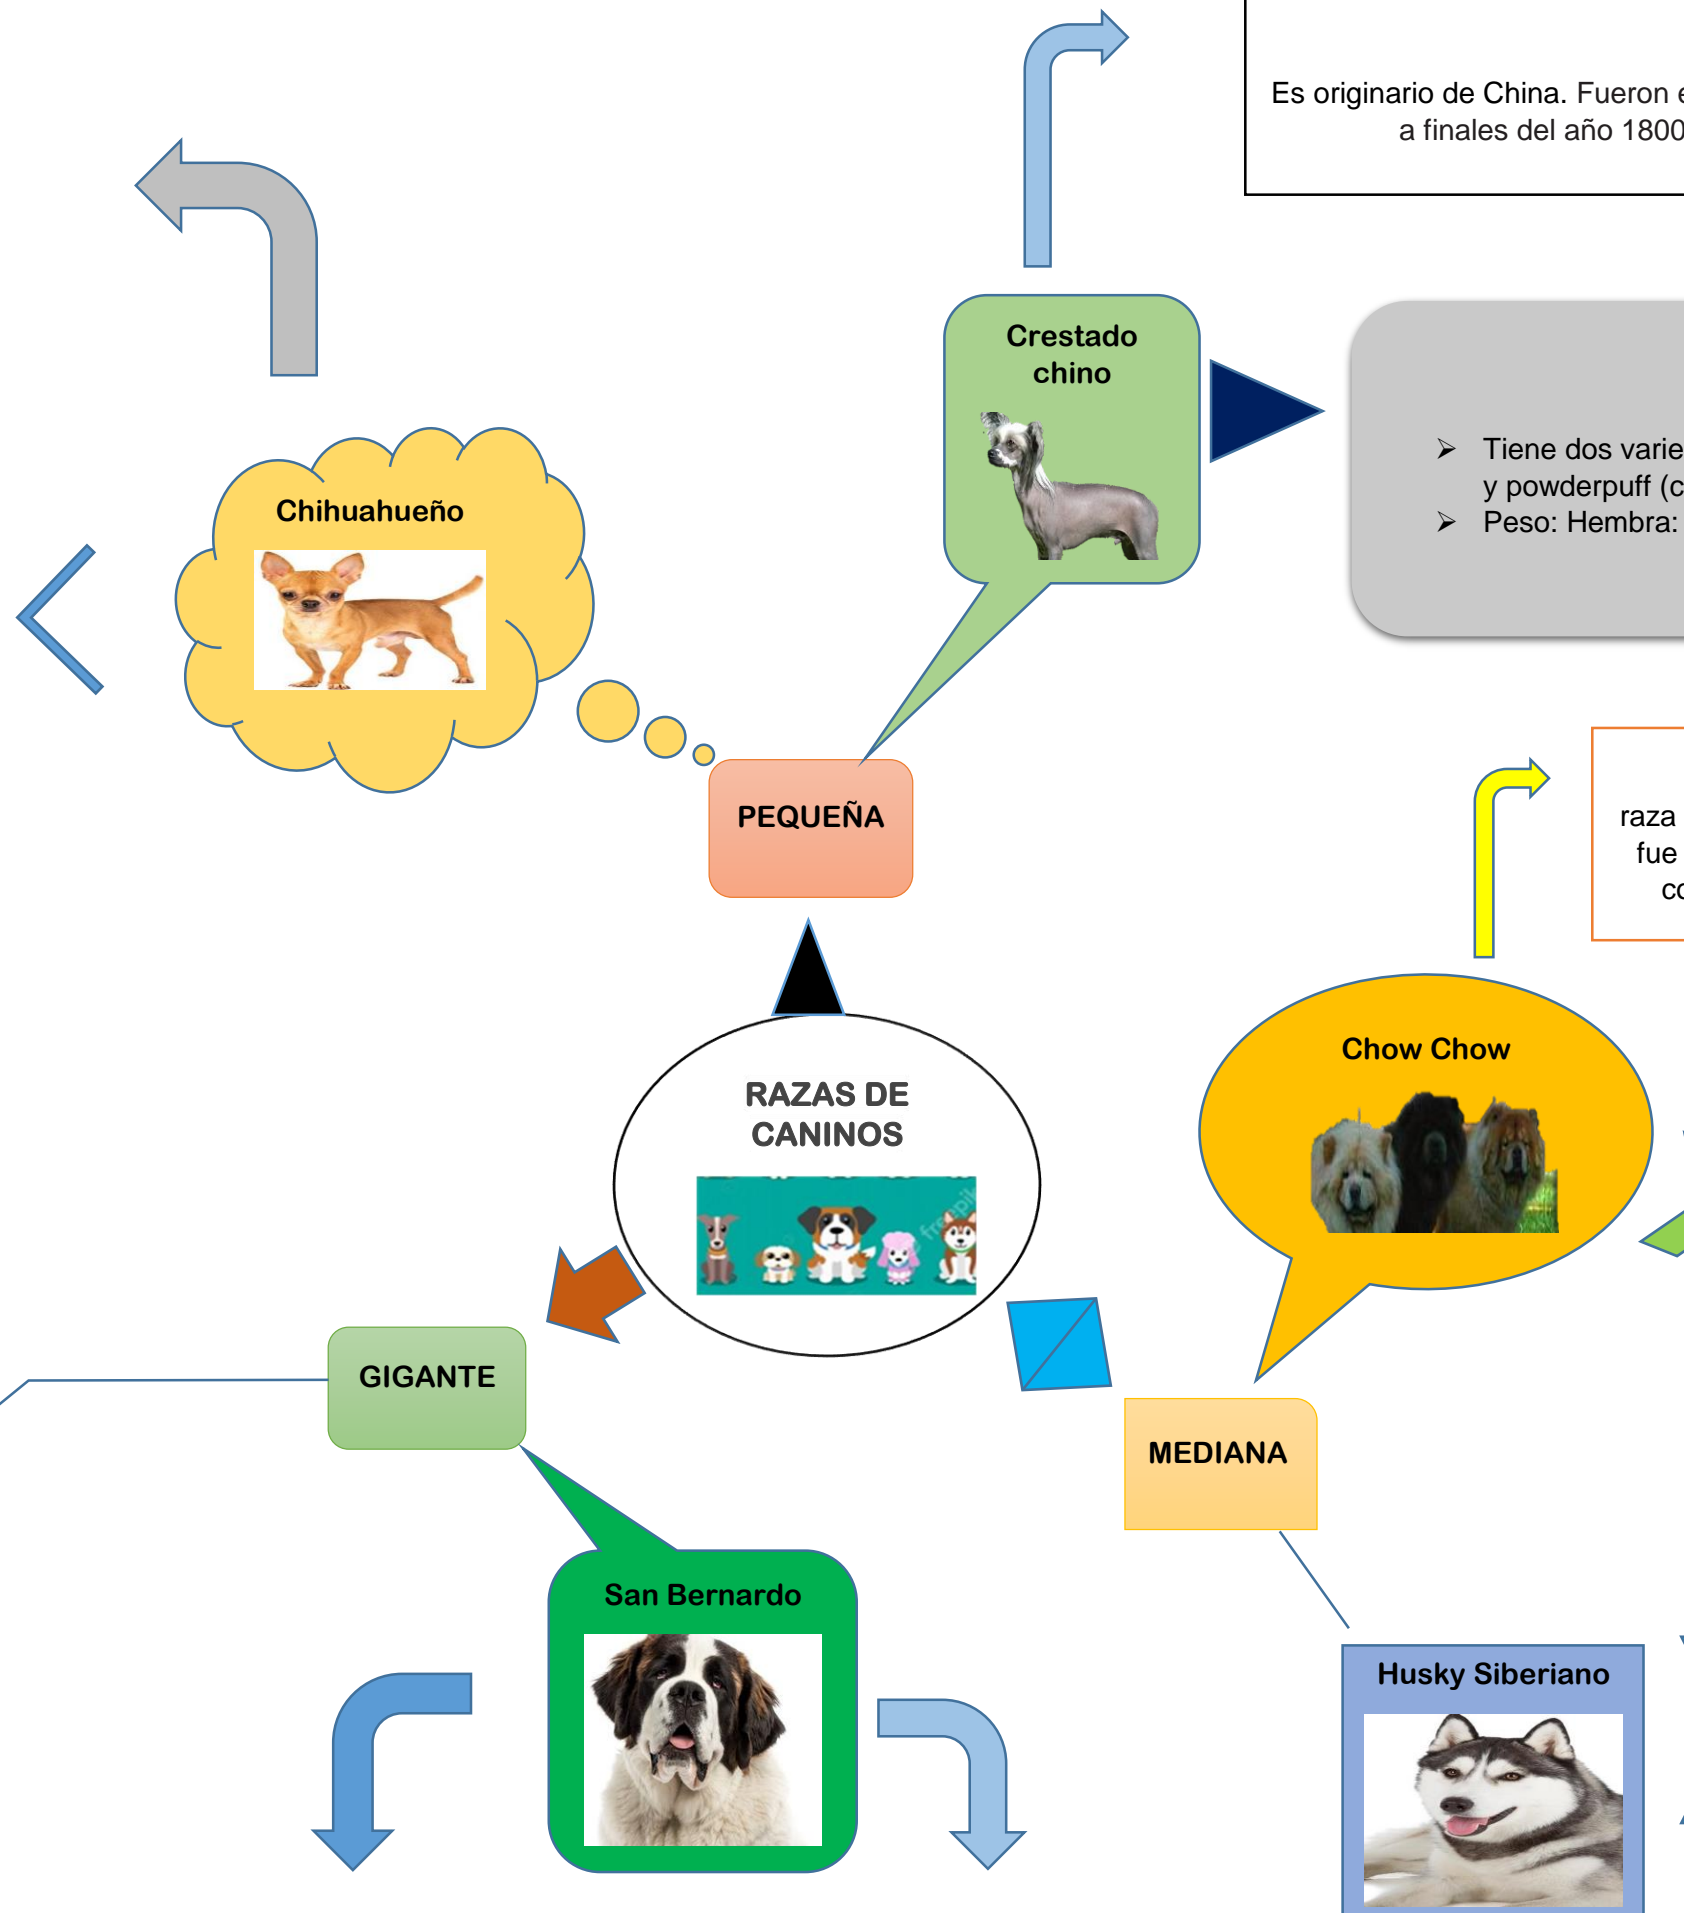 Es originario de China. Fueron
a finales del año 1800
Crestado
chino
Tiene dos
y powderpuff
Peso: Hembra:
Chihuahueño
PEQUEÑA
raza
fue
Chow Chow
RAZAS DE
CANINOS
GIGANTE
MEDIANA
San Bernardo
Husky Siberiano